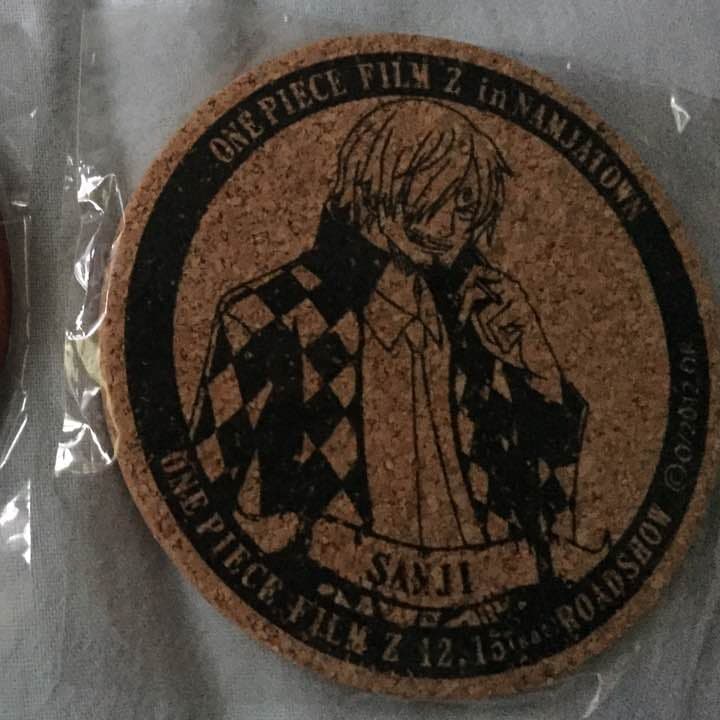 ONE PIECE FILM Z in NAMJATOWN
SANJI
ONE PIECE FILM Z 12.15 ROADSHOW
©O/2012 OP